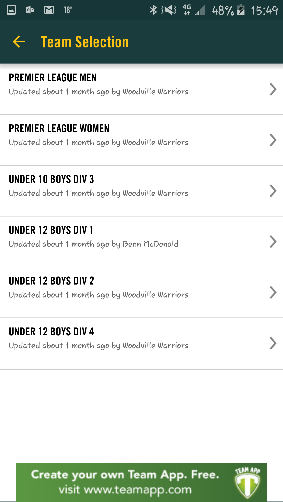 18°
4G
48%
15:49
Team Selection
PREMIER LEAGUE MEN
Updated about 1 month ago by Woodville Warriors
PREMIER LEAGUE WOMEN
Updated about 1 month ago by Woodville Warriors
UNDER 10 BOYS DIV 3
Updated about 1 month ago by Woodville Warriors
UNDER 12 BOYS DIV 1
Updated about 1 month ago by Benn McDonald
UNDER 12 BOYS DIV 2
Updated about 1 month ago by Woodville Warriors
UNDER 12 BOYS DIV 4
Updated about 1 month ago by Woodville Warriors
Create your own Team App. Free.
visit www.teamapp.com
TEAM APP